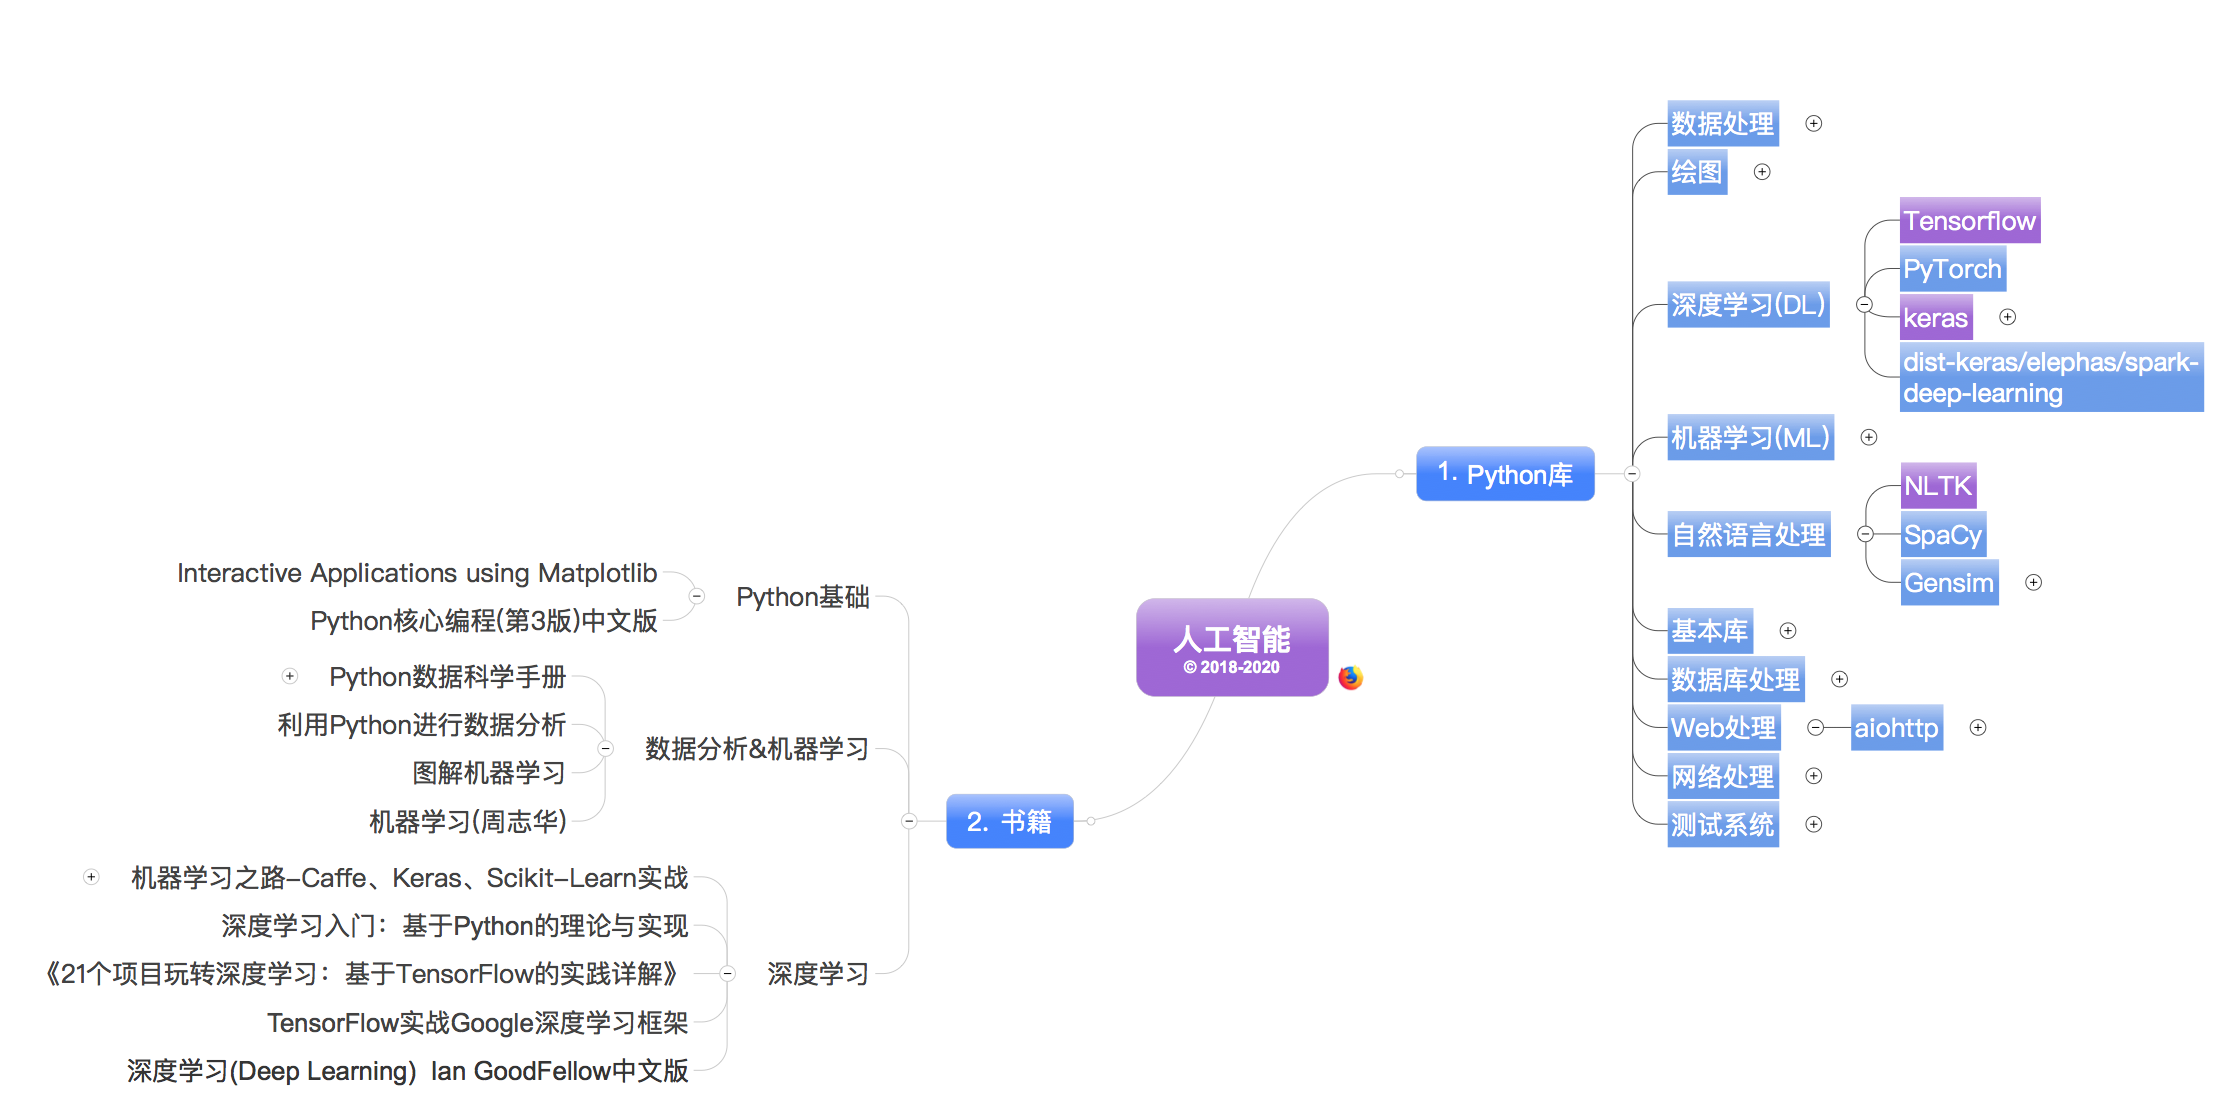 人工智能
© 2018-2020
1. Python库
数据处理
绘图
深度学习(DL)
Tensorflow
PyTorch
keras
dist-keras/elephas/spark-
deep-learning
机器学习(ML)
自然语言处理
NLTK
SpaCy
Gensim
基本库
数据库处理
Web处理
aiohttp
网络处理
测试系统
2. 书籍
Python基础
Interactive Applications using Matplotlib
Python核心编程(第3版)中文版
数据分析&机器学习
Python数据科学手册
利用Python进行数据分析
图解机器学习
机器学习(周志华)
深度学习
机器学习之路–Caffe、Keras、Scikit–Learn实战
深度学习入门：基于Python的理论与实现
《21个项目玩转深度学习：基于TensorFlow的实践详解》
TensorFlow实战Google深度学习框架
深度学习(Deep Learning) Ian GoodFellow中文版